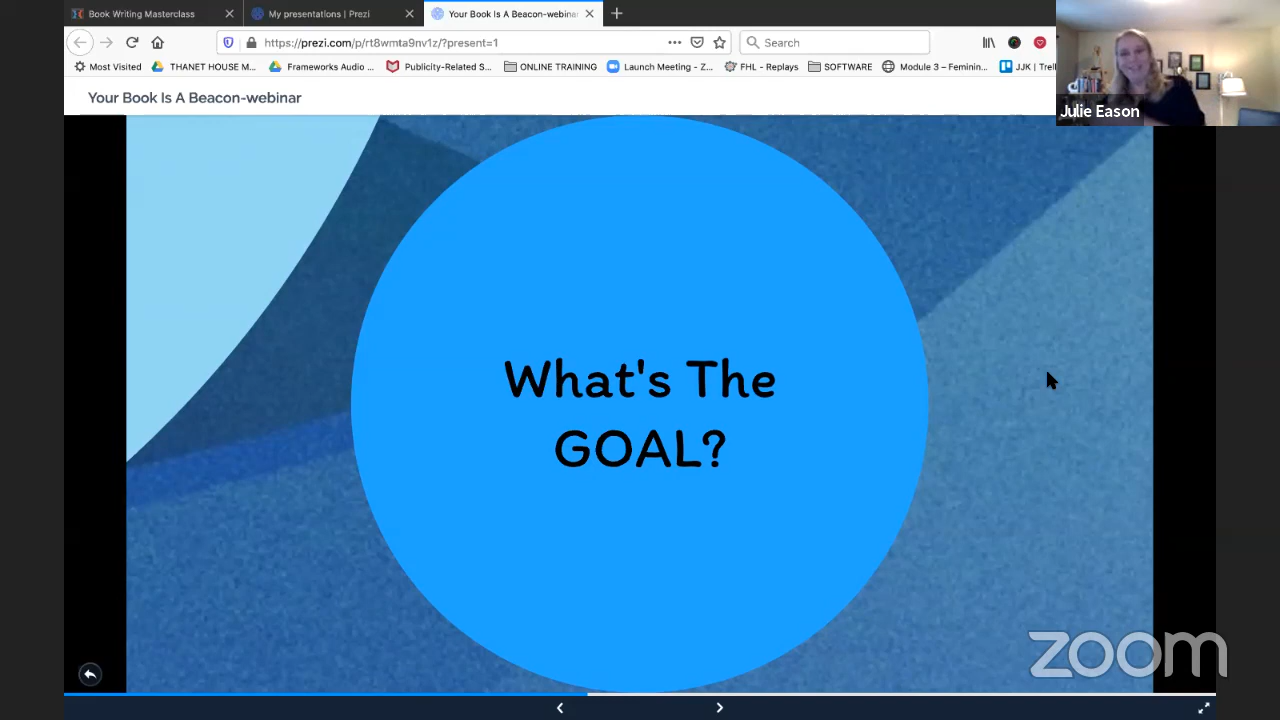 Book Writing Masterclass
My presentations | Prezi
Your Book Is A Beacon-webinar
https://prezi.com/p/rt8wmta9nv1z/?present=1
Search
Most Visited
THANET HOUSE M...
Frameworks Audio ...
Publicity-Related S...
ONLINE TRAINING
Launch Meeting - Z...
FHL - Replays
SOFTWARE
Module 3 – Feminin...
JJK | Trell
Your Book Is A Beacon-webinar
Julie Eason
What's The
GOAL?
zoom